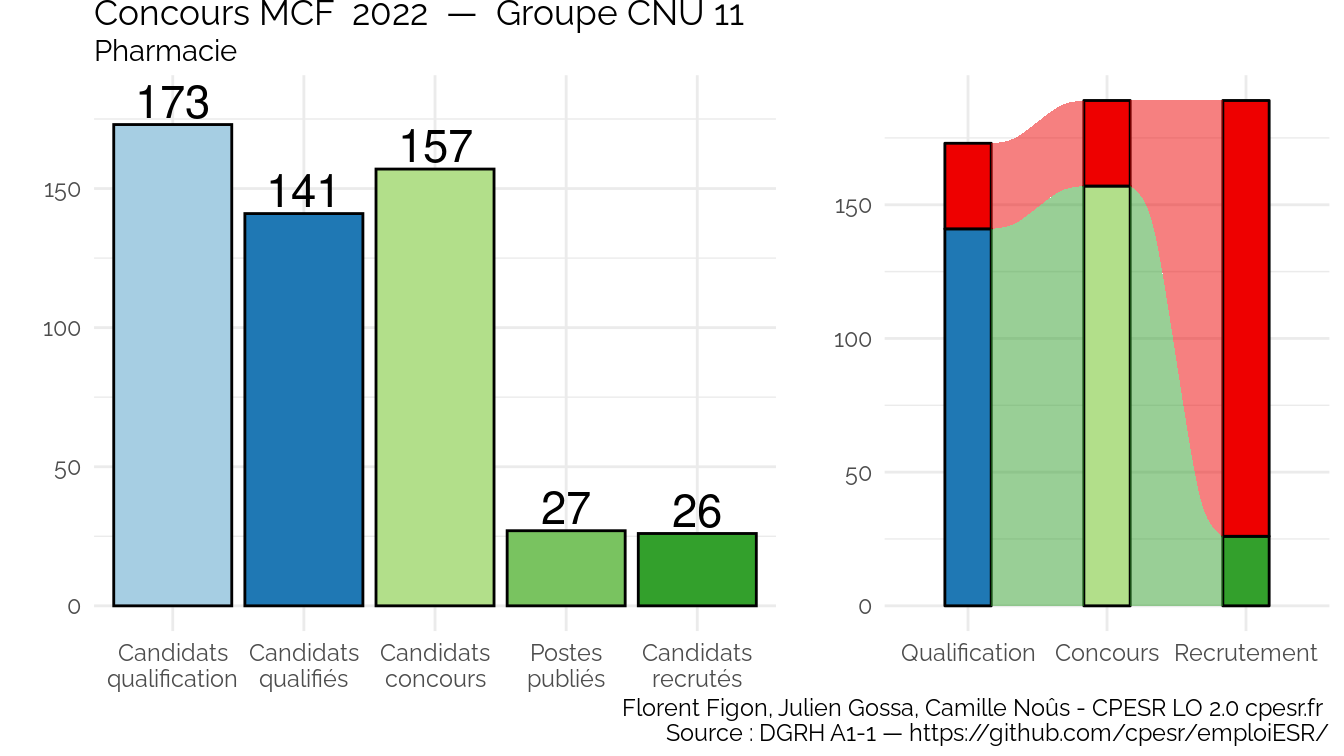 Concours MCF 2022 — Groupe CNU 11
Pharmacie
173
141
157
27
26
150
100
50
0
Candidats qualification
Candidats qualifiés
Candidats concours
Postes publiés
Candidats recrutés
150
100
50
0
Qualification
Concours
Recrutement
Florent Figon, Julien Gossa, Camille Noûs - CPESR LO 2.0 cpesr.fr
Source : DGRH A1-1 — https://github.com/cpesr/emploiESR/